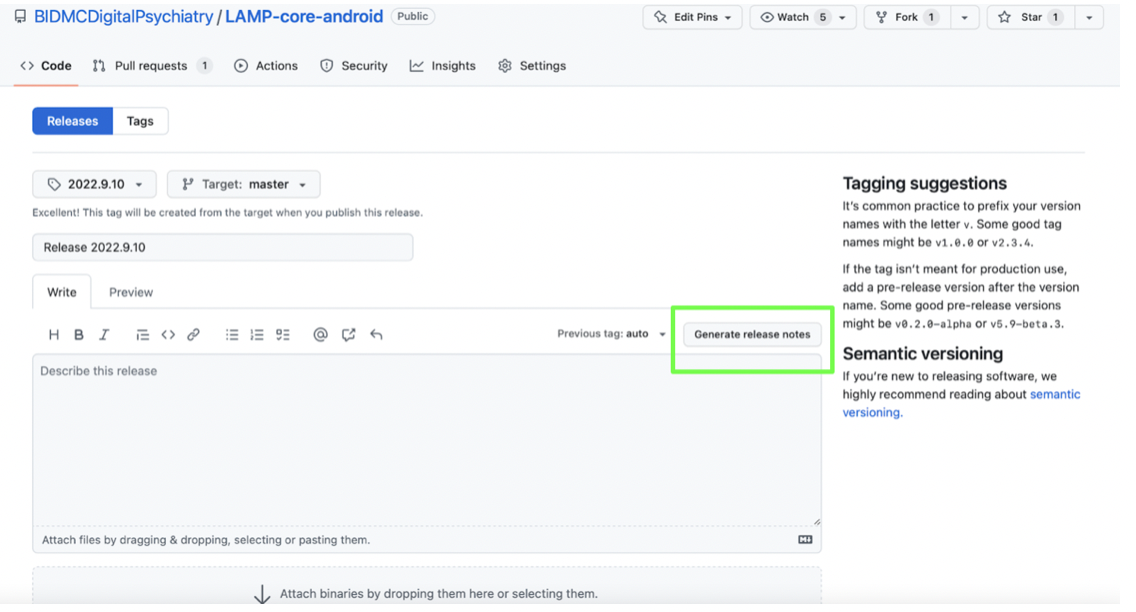 BIDMCDigitalPsychiatry / LAMP-core-android Public
Edit Pins Watch 5 Fork 1 Star 1
Code Pull requests 1 Actions Security Insights Settings
Releases Tags
2022.9.10 Target: master
Excellent! This tag will be created from the target when you publish this release.
Release 2022.9.10
Write Preview
H B I @ Previous tag: auto Generate release notes
Describe this release
Attach files by dragging & dropping, selecting or pasting them.
Attach binaries by dropping them here or selecting them.
Tagging suggestions
It's common practice to prefix your version
names with the letter v. Some good tag
names might be v1.0.0 or v2.3.4.
If the tag isn't meant for production use,
add a pre-release version after the version
name. Some good pre-release versions
might be v0.2.0-alpha or v5.9-beta.3.
Semantic versioning
If you're new to releasing software, we
highly recommend reading about semantic
versioning.